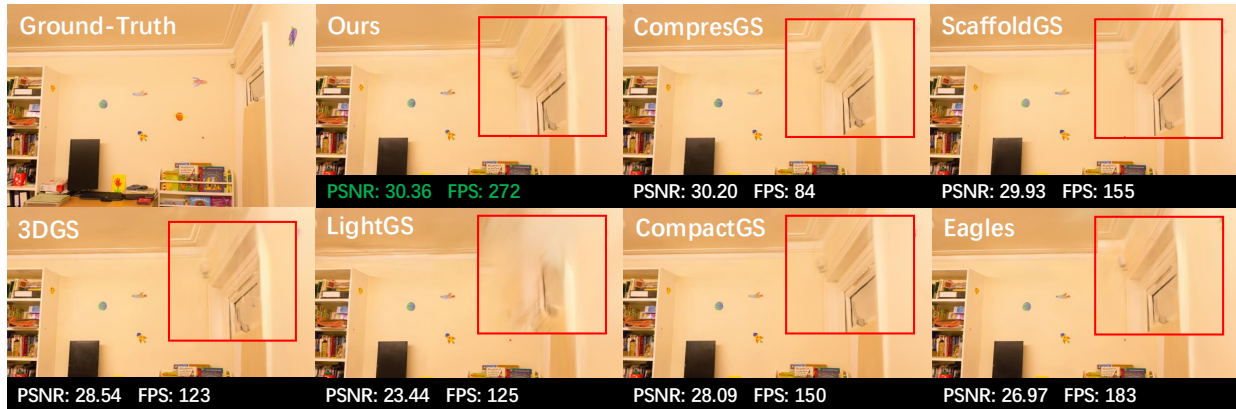 Ground-Truth
Ours
CompresGS
ScaffoldGS
PSNR: 30.36 FPS: 272
PSNR: 30.20 FPS: 84
PSNR: 29.93 FPS: 155
3DGS
LightGS
CompactGS
Eagles
PSNR: 28.54 FPS: 123
PSNR: 23.44 FPS: 125
PSNR: 28.09 FPS: 150
PSNR: 26.97 FPS: 183